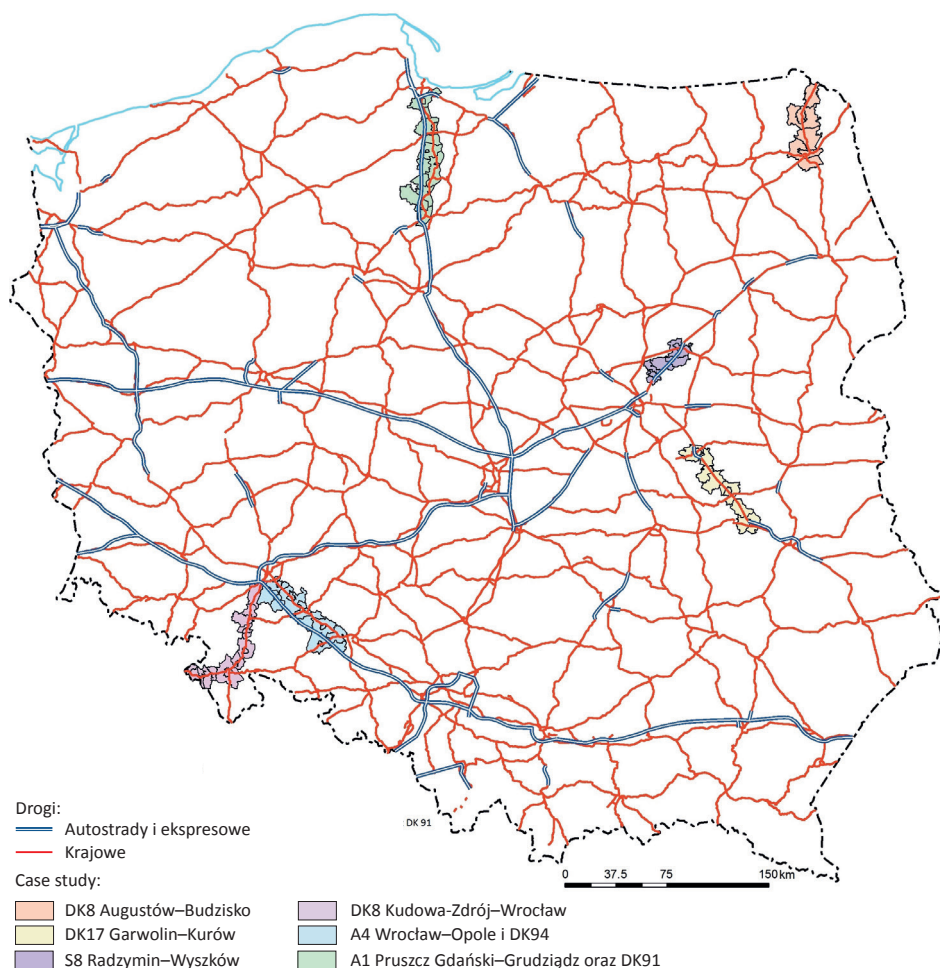 DK 91
Drogi:
Autostrady i ekspresowe
Krajowe
0 37.5 75 150 km
Case study:
DK8 Augustów–Budzisko
DK17 Garwolin–Kurów
S8 Radzymin–Wyszków
DK8 Kudowa-Zdrój–Wrocław
A4 Wrocław–Opole i DK94
A1 Pruszcz Gdański–Grudziądz oraz DK91